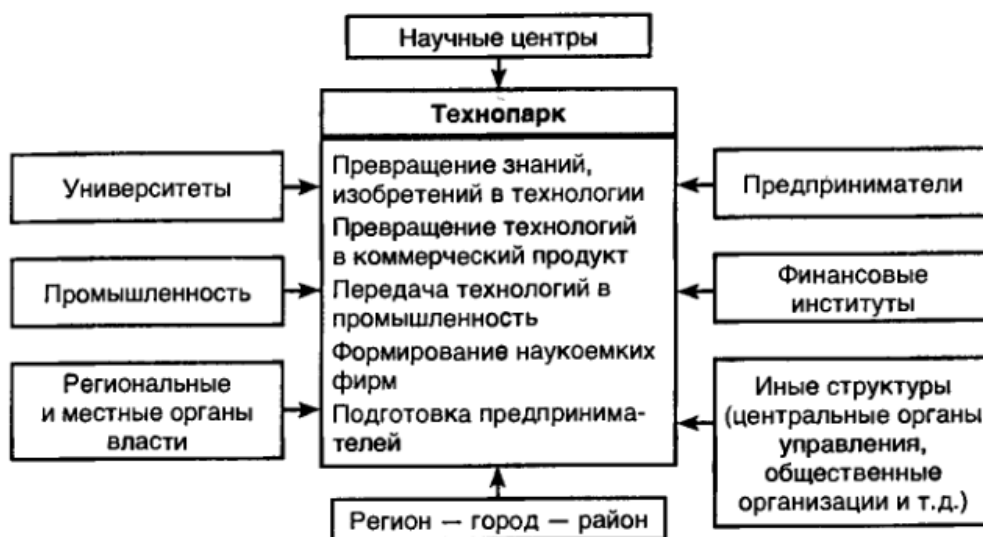 Научные центры
Технопарк
Превращение знаний,
изобретений в технологии
Превращение технологий
в коммерческий продукт
Передача технологий в
промышленность
Формирование наукоемких
фирм
Подготовка предпринима-
телей
Университеты
Промышленность
Региональные
и местные органы
власти
Предприниматели
Финансовые
институты
Иные структуры
(центральные органы
управления,
общественные
организации и т.д.)
Регион — город — район